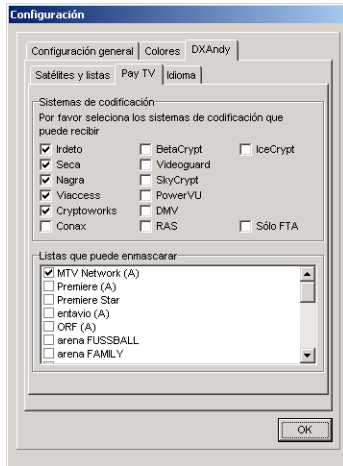 Configuración
Configuración general Colores DXAndy
Satélites y listas Pay TV Idioma
Sistemas de codificación
Por favor selecciona los sistemas de codificación que
puede recibir
Irdeto BetaCrypt IceCrypt
Seca Videoguard
Nagra SkyCrypt
Viaccess PowerVU
Cryptoworks DMV
Conax RAS Sólo FTA
Listas que puede enmascarar
MTV Network (A)
Premiere (A)
Premiere Star
entavio (A)
ORF (A)
arena FUSSBALL
arena FAMILY
OK